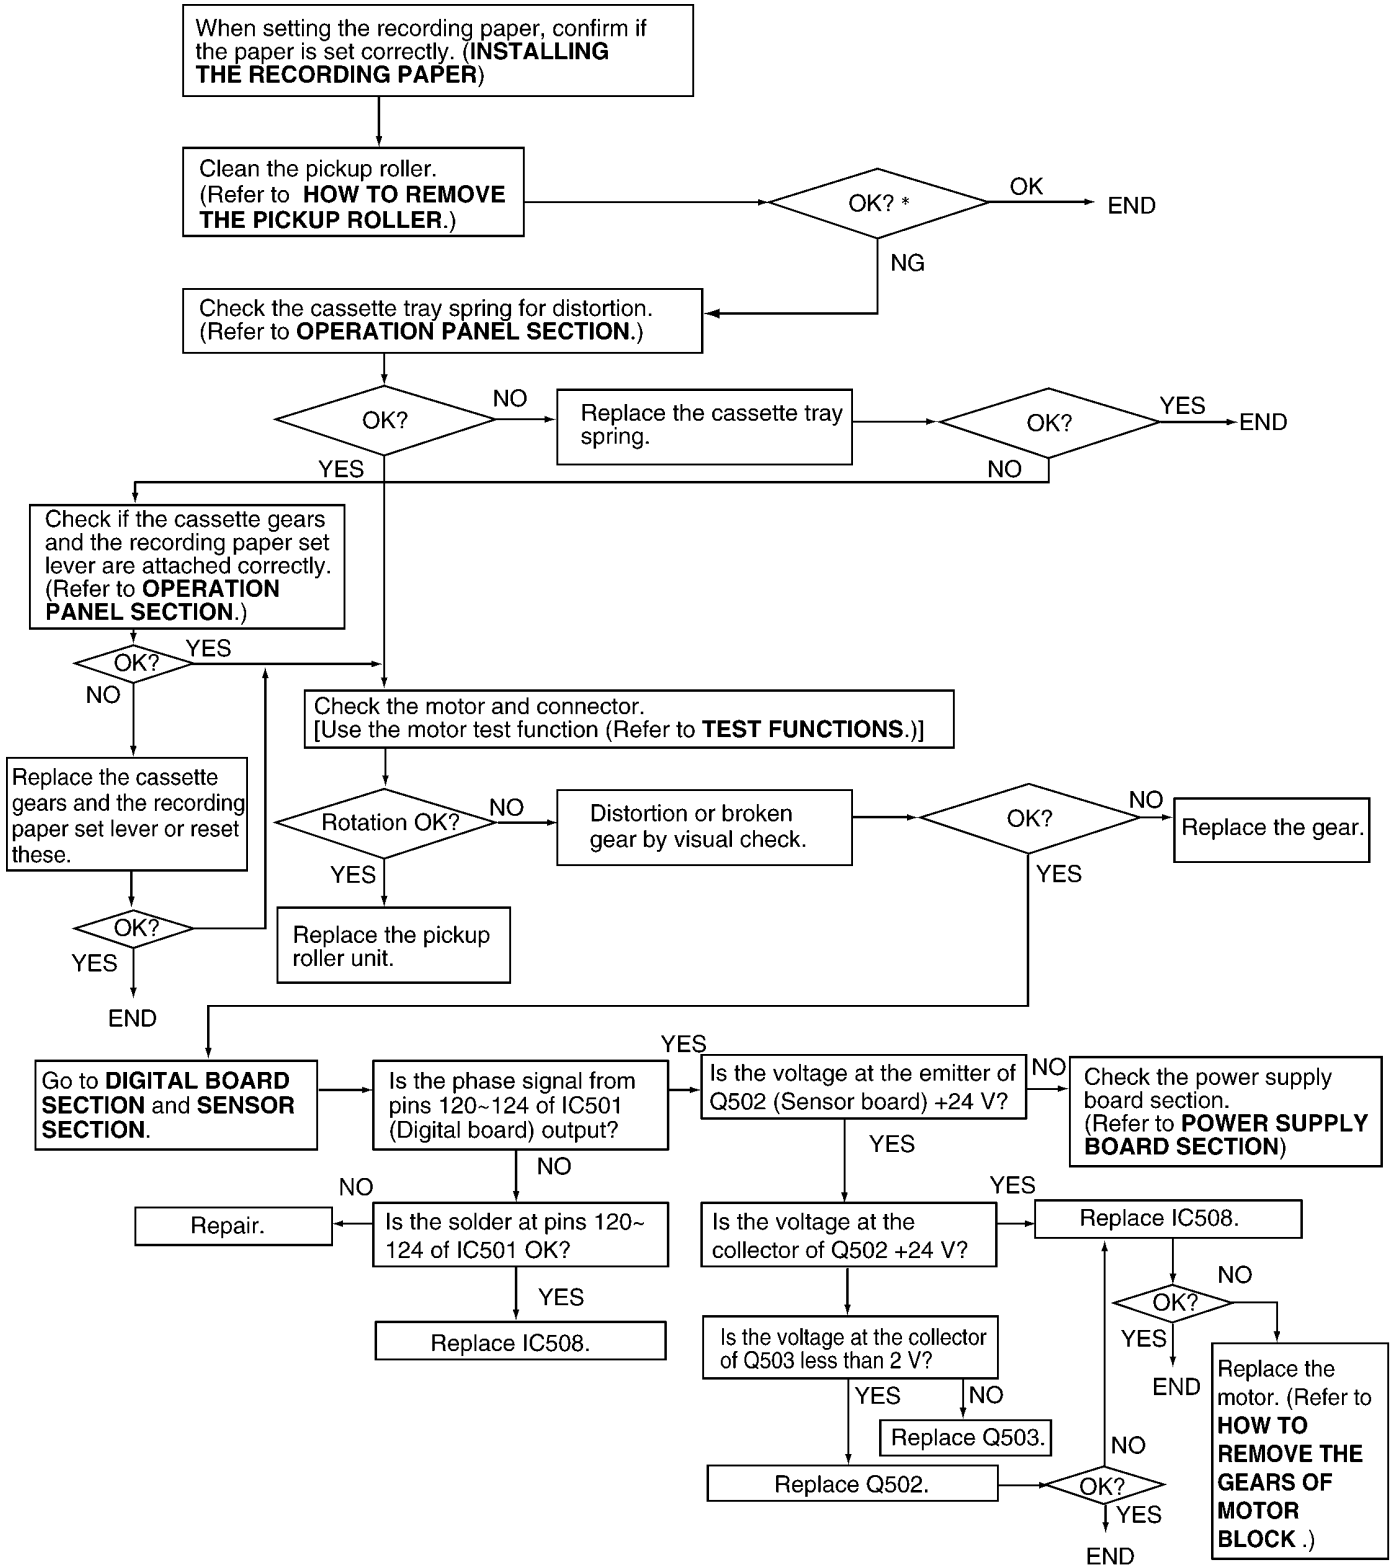 When setting the recording paper, confirm if
the paper is set correctly. (INSTALLING
THE RECORDING PAPER)
Clean the pickup roller.
(Refer to HOW TO REMOVE
THE PICKUP ROLLER.)
OK? *
OK
END
NG
Check the cassette tray spring for distortion.
(Refer to OPERATION PANEL SECTION.)
OK?
NO
Replace the cassette tray
spring.
OK?
YES
END
YES
NO
Check if the cassette gears
and the recording paper set
lever are attached correctly.
(Refer to OPERATION
PANEL SECTION.)
OK?
YES
NO
Replace the cassette
gears and the recording
paper set lever or reset
these.
OK?
YES
END
Check the motor and connector.
[Use the motor test function (Refer to TEST FUNCTIONS.)]
Rotation OK?
NO
Distortion or broken
gear by visual check.
OK?
NO
Replace the gear.
YES
YES
Replace the pickup
roller unit.
Go to DIGITAL BOARD
SECTION and SENSOR
SECTION.
Is the phase signal from
pins 120~124 of IC501
(Digital board) output?
YES
Is the voltage at the emitter of
Q502 (Sensor board) +24 V?
NO
Check the power supply
board section.
(Refer to POWER SUPPLY
BOARD SECTION)
NO
YES
Is the solder at pins 120~
124 of IC501 OK?
NO
Repair.
YES
Replace IC508.
Is the voltage at the
collector of Q502 +24 V?
YES
Replace IC508.
OK?
NO
YES
END
Replace the
motor. (Refer to
HOW TO
REMOVE THE
GEARS OF
MOTOR
BLOCK .)
Is the voltage at the collector
of Q503 less than 2 V?
YES
NO
Replace Q503.
Replace Q502.
OK?
NO
YES
END